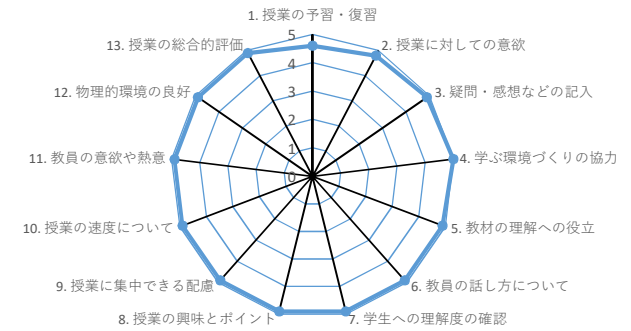 1. 授業の予習・復習
2. 授業に対しての意欲
3. 疑問・感想などの記入
4. 学ぶ環境づくりの協力
5. 教材の理解への役立
6. 教員の話し方について
7. 学生への理解度の確認
8. 授業の興味とポイント
9. 授業に集中できる配慮
10. 授業の速度について
11. 教員の意欲や熱意
12. 物理的環境の良好
13. 授業の総合的評価
5
4
3
2
1
0